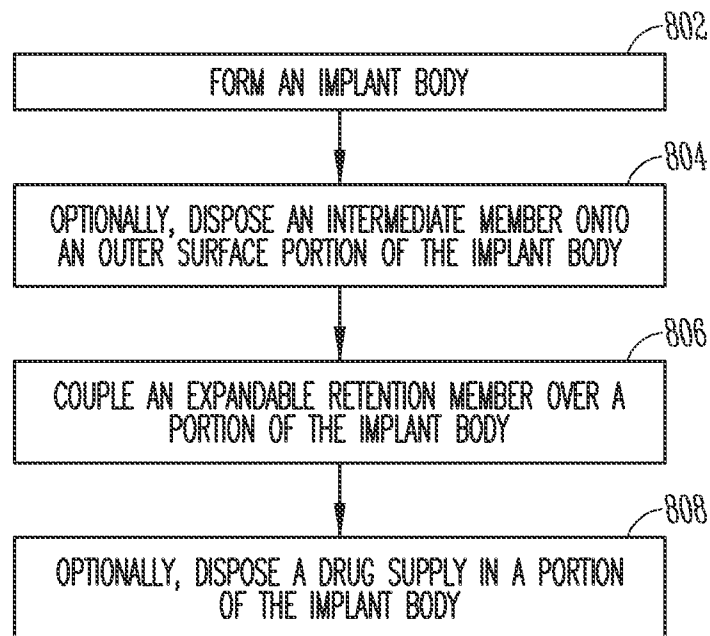 802
FORM AN IMPLANT BODY
804
OPTIONALLY, DISPOSE AN INTERMEDIATE MEMBER ONTO
AN OUTER SURFACE PORTION OF THE IMPLANT BODY
806
COUPLE AN EXPANDABLE RETENTION MEMBER OVER A
PORTION OF THE IMPLANT BODY
808
OPTIONALLY, DISPOSE A DRUG SUPPLY IN A PORTION
OF THE IMPLANT BODY